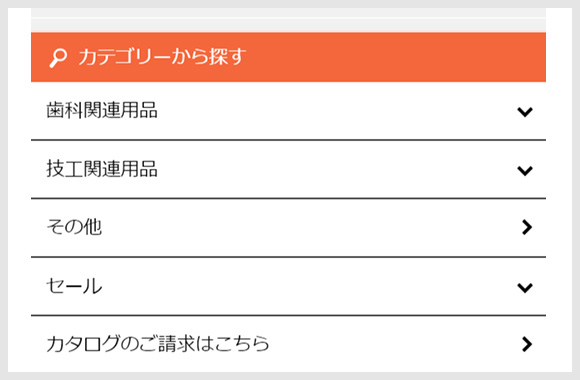 カテゴリーから探す
歯科関連用品
技工関連用品
その他
セール
カタログのご請求はこちら